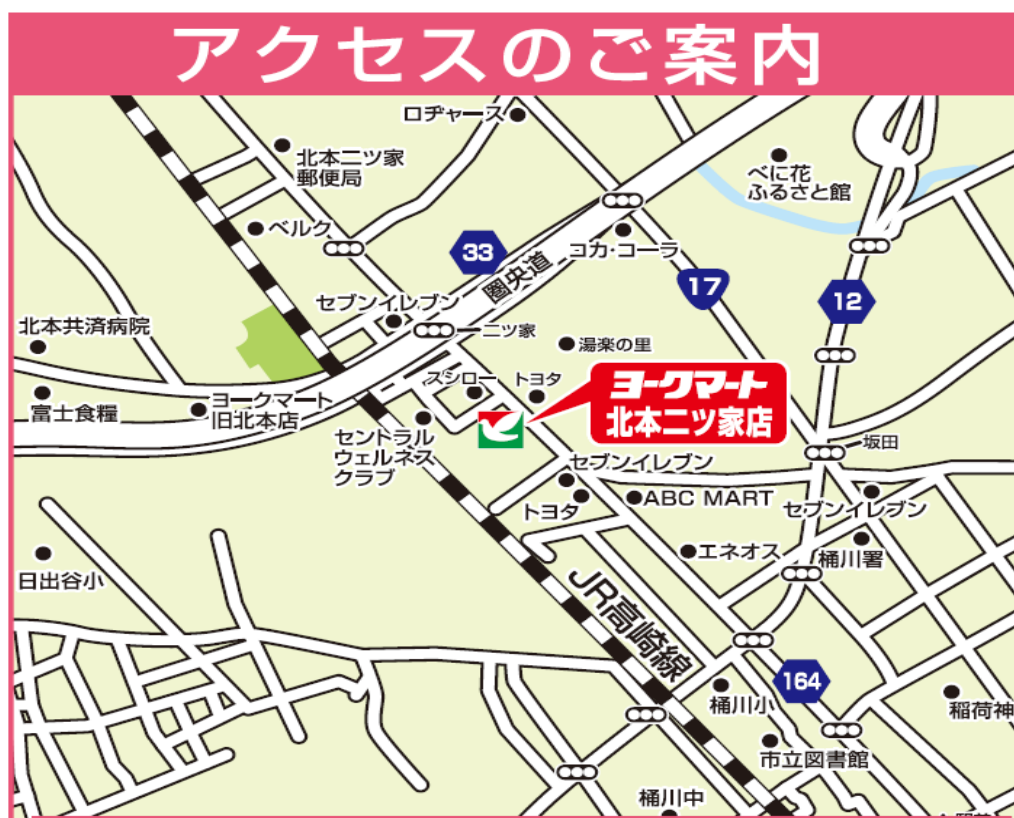 アクセスのご案内
ロヂャース
北本二ツ家
郵便局
べに花
ふるさと館
ベルク
33
コカ・コーラ
圏央道
17
12
セブンイレブン
二ツ家
北本共済病院
湯楽の里
スシロー
トヨタ
ヨークマート
北本二ツ家店
富士食糧
ヨークマート
旧北本店
セントラル
ウェルネス
クラブ
坂田
セブンイレブン
トヨタ
ABC MART
セブンイレブン
エネオス
桶川署
日出谷小
JR高崎線
164
桶川小
稲荷神
市立図書館
桶川中